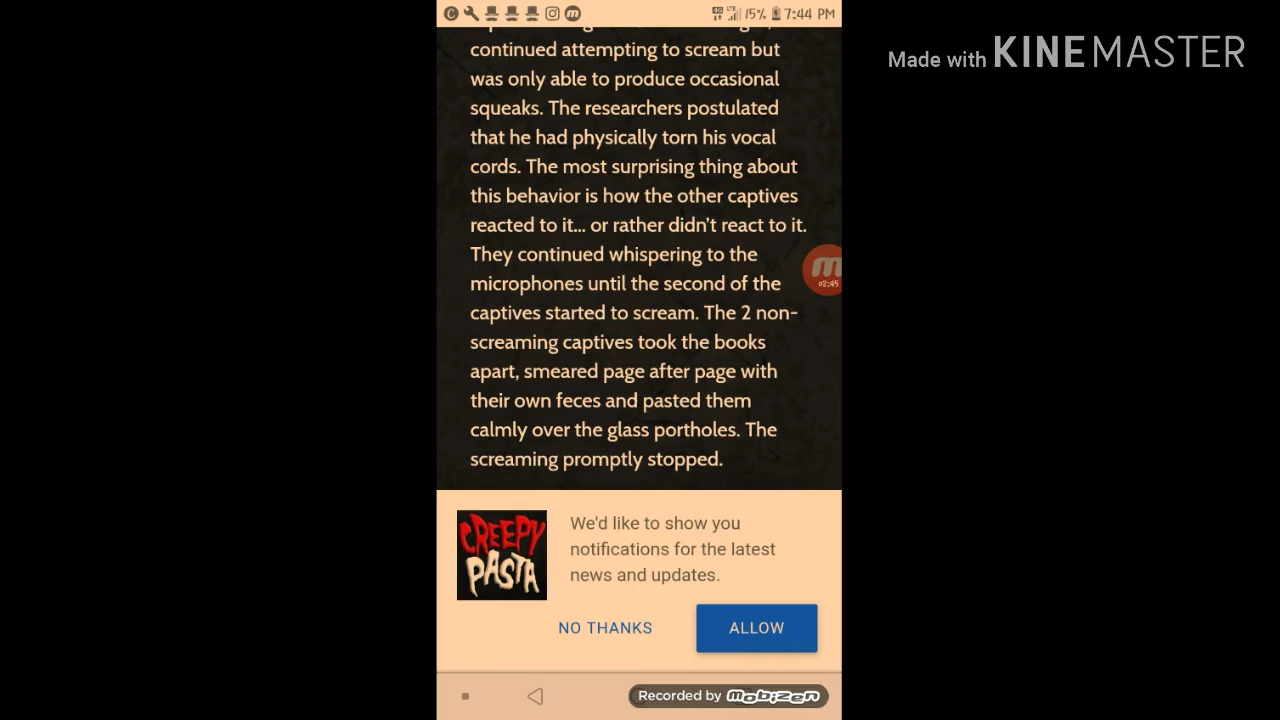 15% 7:44 PM
Made with KINEMASTER
continued attempting to scream but
was only able to produce occasional
squeaks. The researchers postulated
that he had physically torn his vocal
cords. The most surprising thing about
this behavior is how the other captives
reacted to it... or rather didn't react to it.
They continued whispering to the
microphones until the second of the
captives started to scream. The 2 non-
screaming captives took the books
apart, smeared page after page with
their own feces and pasted them
calmly over the glass portholes. The
screaming promptly stopped.
02:45
CREEPY
PASTA
We'd like to show you
notifications for the latest
news and updates.
NO THANKS
ALLOW
Recorded by mobizen